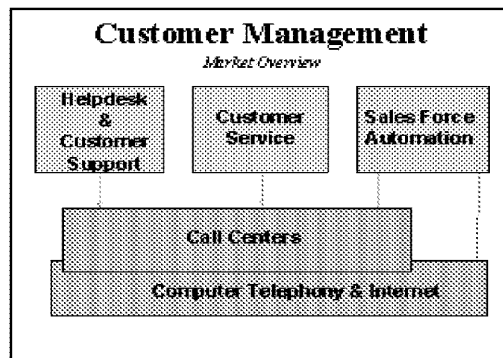 Customer Management
Market Overview
Helpdesk
&
Customer
Support
Customer
Service
Sales Force
Automation
Call Centers
Computer Telephony & Internet